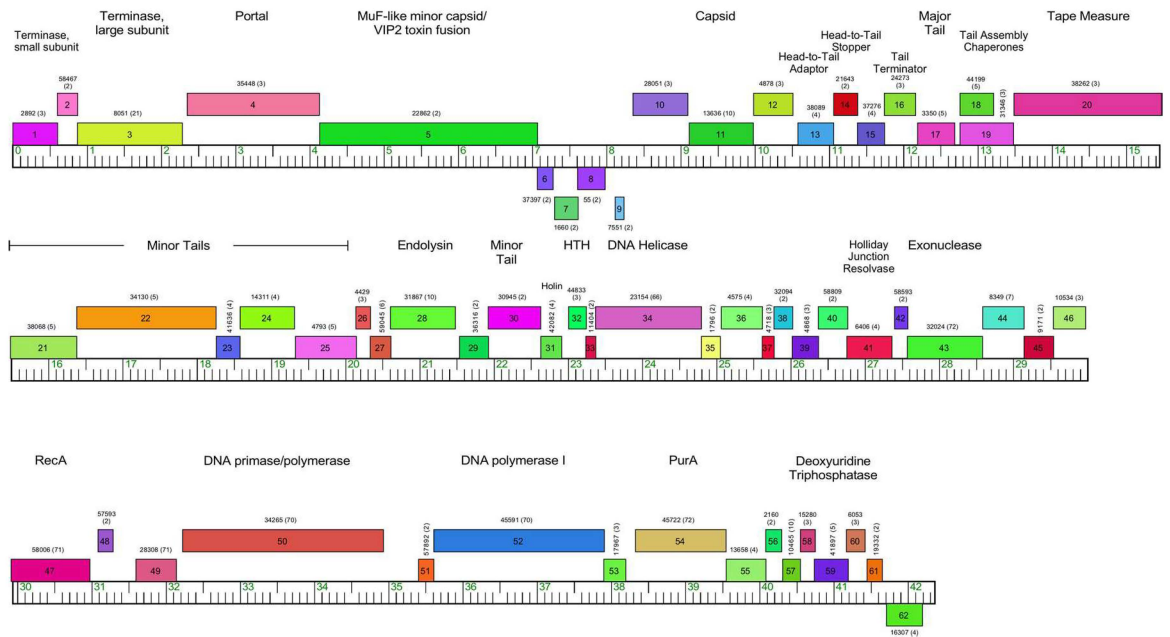 Terminase, small subunit
Terminase, large subunit
Portal
MuF-like minor capsid/
VIP2 toxin fusion
Capsid
Head-to-Tail Adaptor
Head-to-Tail Stopper
Tail Terminator
Major Tail
Tail Assembly Chaperones
Tape Measure
58467 (2)
35448 (3)
28051 (3)
4878 (3)
21643 (2)
24273 (3)
44199 (5)
38262 (3)
2 4 10 12 14 16 18 20
2892 (3)
8051 (21)
22862 (2)
13636 (10)
38089 (4)
37276 (4)
3350 (5)
31346 (3)
1 3 5 11 13 15 17 19
0 1 2 3 4 5 6 7 8 9 10 11 12 13 14 15
6 8
37397 (2)
55 (2)
7 9
1660 (2)
7551 (2)
Minor Tails
Endolysin
Minor Tail
Holin
HTH
DNA Helicase
Holliday Junction Resolvase
Exonuclease
34130 (5)
14311 (4)
4429 (3)
31867 (10)
30945 (2)
44833 (3)
23154 (66)
4575 (4)
32094 (2)
58809 (2)
58593 (2)
8349 (7)
10534 (3)
22 24 26 28 30 32 34 36 38 40 42 44 46
38068 (5)
41636 (4)
4793 (5)
59045 (6)
36316 (2)
42082 (4)
11404 (2)
1796 (2)
4718 (3)
4868 (3)
6406 (4)
32024 (72)
9171 (2)
21 23 25 27 29 31 33 35 37 39 41 43 45
16 17 18 19 20 21 22 23 24 25 26 27 28 29
RecA
DNA primase/polymerase
DNA polymerase I
PurA
Deoxyuridine Triphosphatase
57593 (2)
34265 (70)
45591 (70)
45722 (72)
2160 (2)
15280 (3)
6053 (3)
48 50 52 54 56 58 60
58006 (71)
28308 (71)
57892 (2)
17967 (3)
13658 (4)
10465 (10)
41897 (5)
19332 (2)
47 49 51 53 55 57 59 61
30 31 32 33 34 35 36 37 38 39 40 41 42
62
16307 (4)